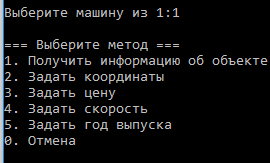 Выберите машину из 1:1
=== Выберите метод ===
1. Получить информацию об объекте
2. Задать координаты
3. Задать цену
4. Задать скорость
5. Задать год выпуска
0. Отмена